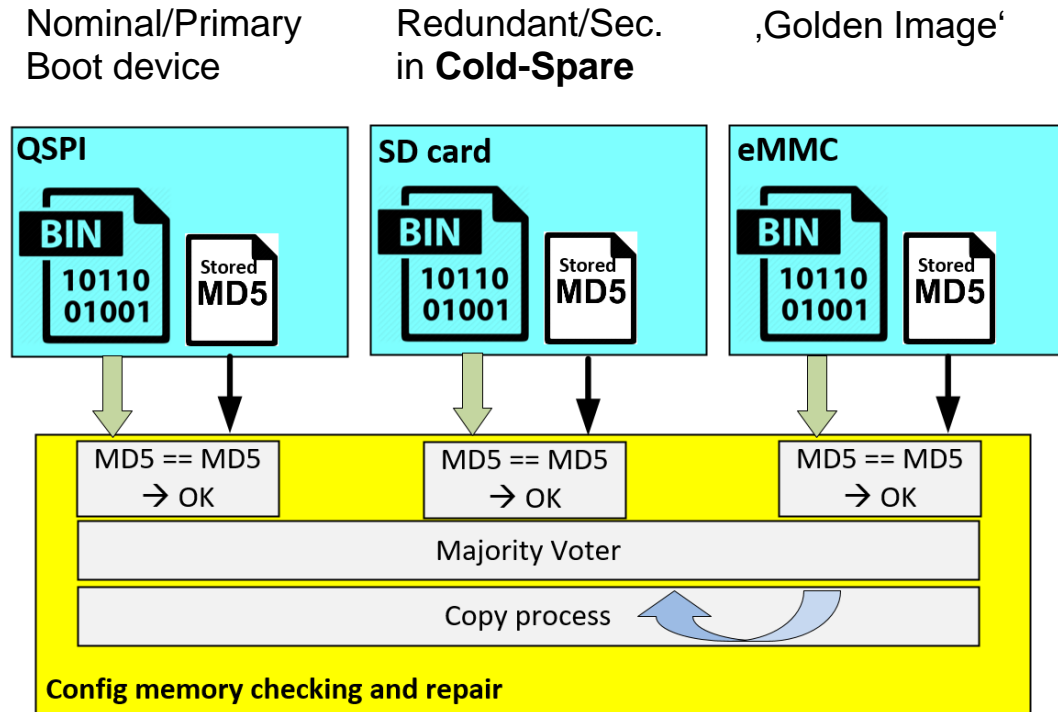 Nominal/Primary
Boot device
Redundant/Sec.
in Cold-Spare
‚Golden Image‘
QSPI
BIN
10110
01001
Stored
MD5
SD card
BIN
10110
01001
Stored
MD5
eMMC
BIN
10110
01001
Stored
MD5
MD5 == MD5
→ OK
MD5 == MD5
→ OK
MD5 == MD5
→ OK
Majority Voter
Copy process
Config memory checking and repair